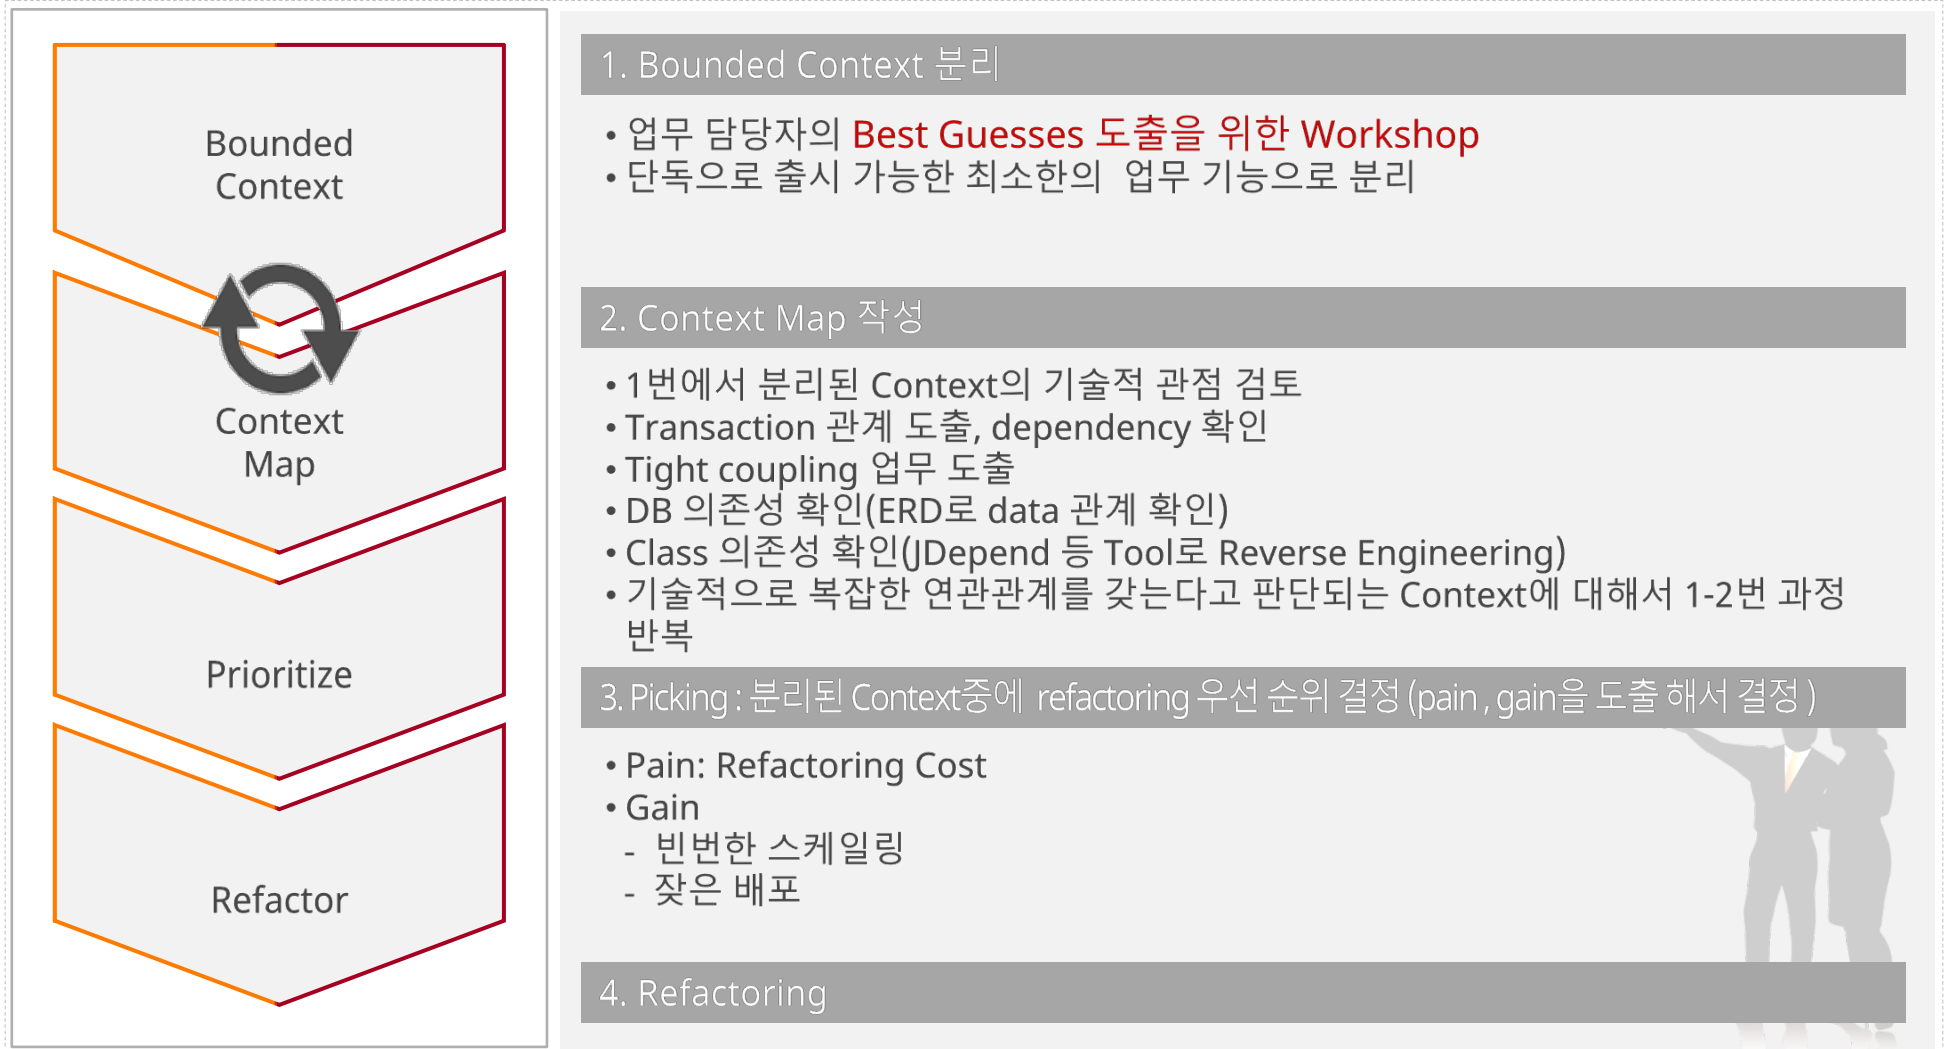 Bounded
Context
Context
Map
Prioritize
Refactor
1. Bounded Context 분리
• 업무 담당자의 Best Guesses 도출을 위한 Workshop
• 단독으로 출시 가능한 최소한의 업무 기능으로 분리
2. Context Map 작성
• 1번에서 분리된 Context의 기술적 관점 검토
• Transaction 관계 도출, dependency 확인
• Tight coupling 업무 도출
• DB 의존성 확인(ERD로 data 관계 확인)
• Class 의존성 확인(JDepend 등 Tool로 Reverse Engineering)
• 기술적으로 복잡한 연관관계를 갖는다고 판단되는 Context에 대해서 1-2번 과정
반복
3. Picking : 분리된 Context중에 refactoring 우선 순위 결정 (pain , gain을 도출 해서 결정 )
• Pain: Refactoring Cost
• Gain
- 빈번한 스케일링
- 잦은 배포
4. Refactoring